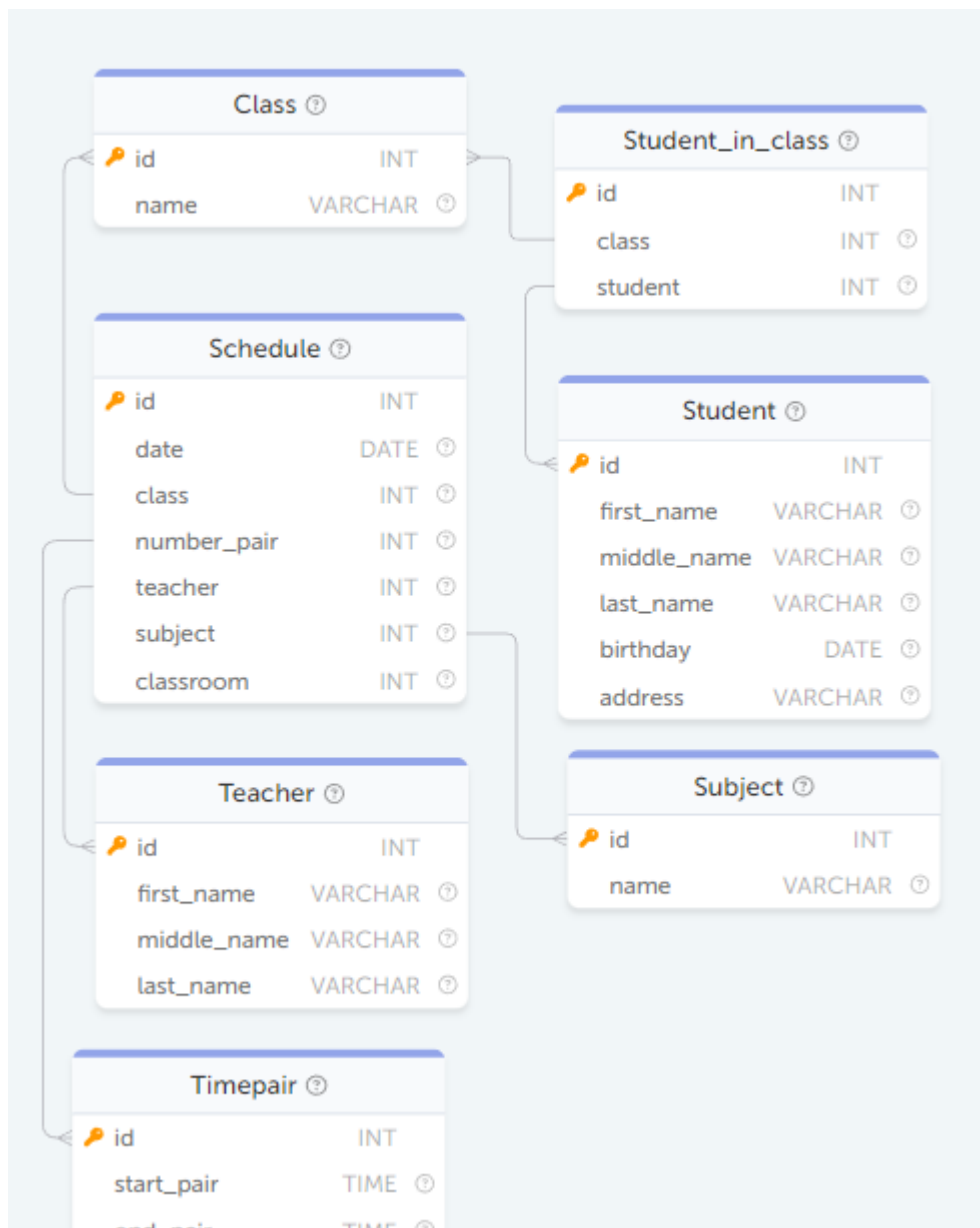 Class
id INT
name VARCHAR
Student_in_class
id INT
class INT
student INT
Schedule
id INT
date DATE
class INT
number_pair INT
teacher INT
subject INT
classroom INT
Student
id INT
first_name VARCHAR
middle_name VARCHAR
last_name VARCHAR
birthday DATE
address VARCHAR
Teacher
id INT
first_name VARCHAR
middle_name VARCHAR
last_name VARCHAR
Subject
id INT
name VARCHAR
Timepair
id INT
start_pair TIME
end_pair TIME